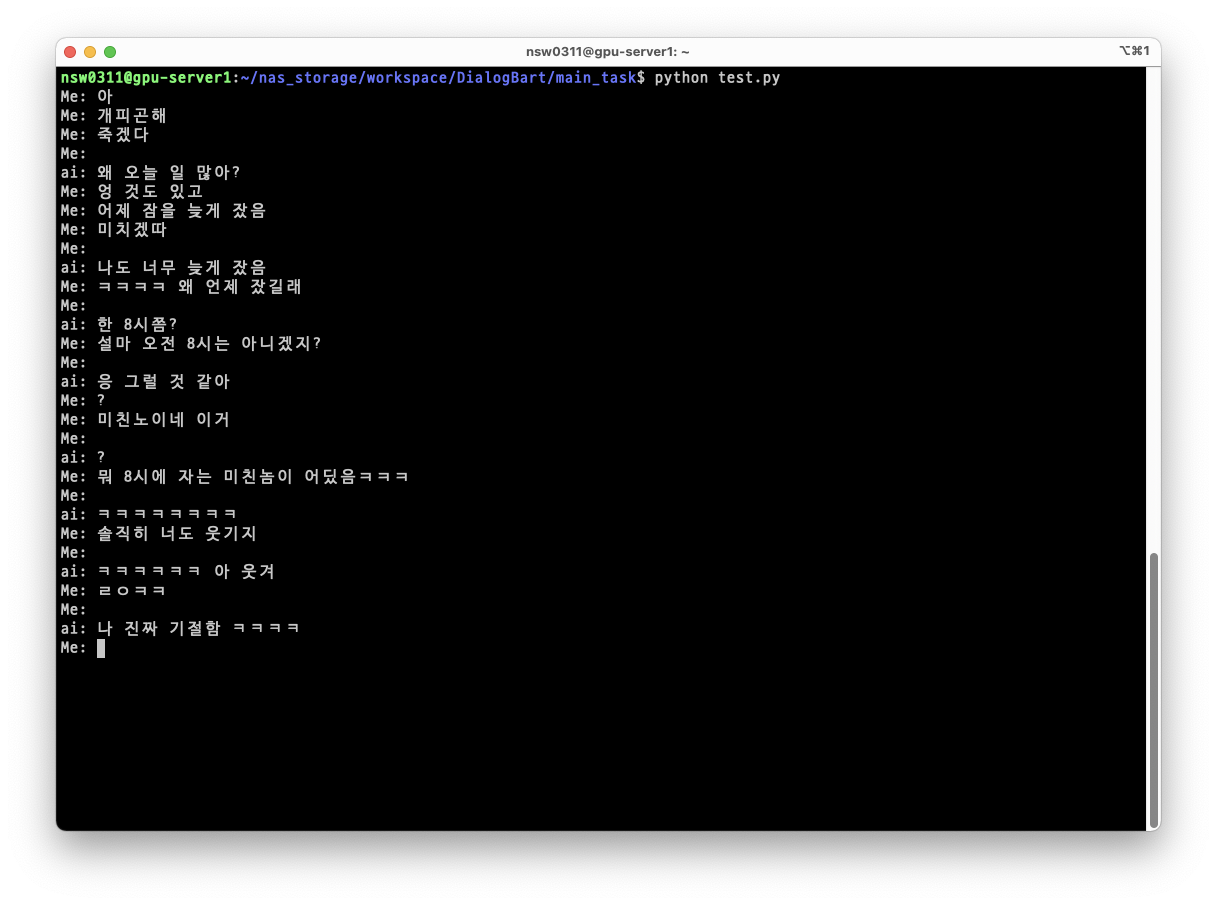 nsw0311@gpu-server1: ~
⌥⌘1
nsw0311@gpu-server1:~/nas_storage/workspace/DialogBart/main_task$ python test.py
Me: 아
Me: 개피곤해
Me: 죽겠다
Me:
ai: 왜 오늘 일 많아?
Me: 엉 것도 있고
Me: 어제 잠을 늦게 잤음
Me: 미치겠따
Me:
ai: 나도 너무 늦게 잤음
Me: ㅋㅋㅋㅋ 왜 언제 잤길래
Me:
ai: 한 8시쯤?
Me: 설마 오전 8시는 아니겠지?
Me:
ai: 응 그럴 것 같아
Me: ?
Me: 미친노이네 이거
Me:
ai: ?
Me: 뭐 8시에 자는 미친놈이 어딨음ㅋㅋㅋ
Me:
ai: ㅋㅋㅋㅋㅋㅋㅋㅋ
Me: 솔직히 너도 웃기지
Me:
ai: ㅋㅋㅋㅋㅋㅋ 아 웃겨
Me: ㄹㅇㅋㅋ
Me:
ai: 나 진짜 기절함 ㅋㅋㅋㅋ
Me: